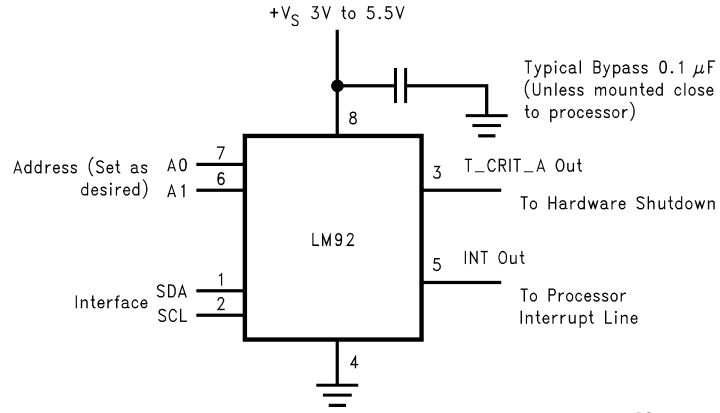 +VS 3V to 5.5V
Typical Bypass 0.1 μF
(Unless mounted close
to processor)
8
Address (Set as
desired)
A0
7
A1
6
3
T_CRIT_A Out
To Hardware Shutdown
LM92
5
INT Out
To Processor
Interrupt Line
Interface
SDA
1
SCL
2
4